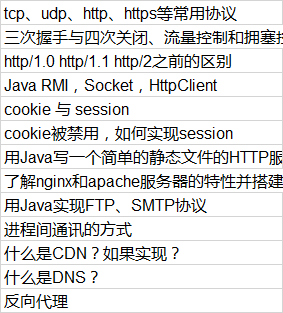 tcp、udp、http、https等常用协议
三次握手与四次关闭、流量控制和拥塞控
http/1.0 http/1.1 http/2之前的区别
Java RMI，Socket，HttpClient
cookie 与 session
cookie被禁用，如何实现session
用Java写一个简单的静态文件的HTTP服
了解nginx和apache服务器的特性并搭建
用Java实现FTP、SMTP协议
进程间通讯的方式
什么是CDN？如果实现？
什么是DNS？
反向代理